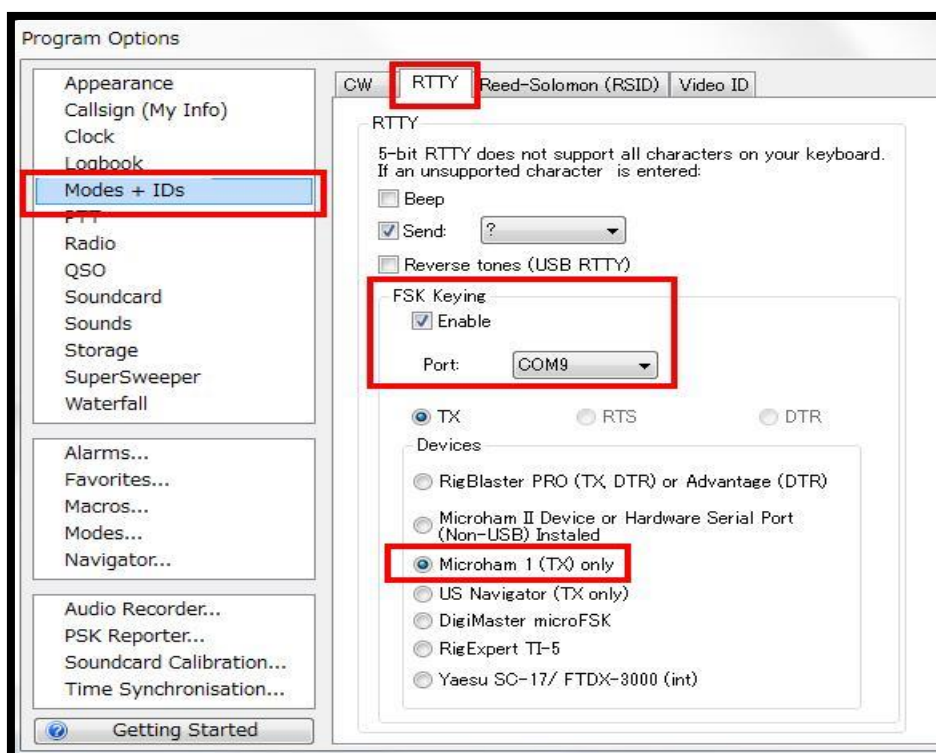 Program Options
Appearance
Callsign (My Info)
Clock
Logbook
Modes + IDs
PTT
Radio
QSO
Soundcard
Sounds
Storage
SuperSweeper
Waterfall
Alarms...
Favorites...
Macros...
Modes...
Navigator...
Audio Recorder...
PSK Reporter...
Soundcard Calibration...
Time Synchronisation...
Getting Started
CW RTTY Reed-Solomon (RSID) Video ID
RTTY
5-bit RTTY does not support all characters on your keyboard.
If an unsupported character is entered:
Beep
Send: ?
Reverse tones (USB RTTY)
FSK Keying
Enable
Port: COM9
TX RTS DTR
Devices
RigBlaster PRO (TX, DTR) or Advantage (DTR)
Microham II Device or Hardware Serial Port
(Non-USB) Instaled
Microham 1 (TX) only
US Navigator (TX only)
DigiMaster microFSK
RigExpert TI-5
Yaesu SC-17/ FTDX-3000 (int)